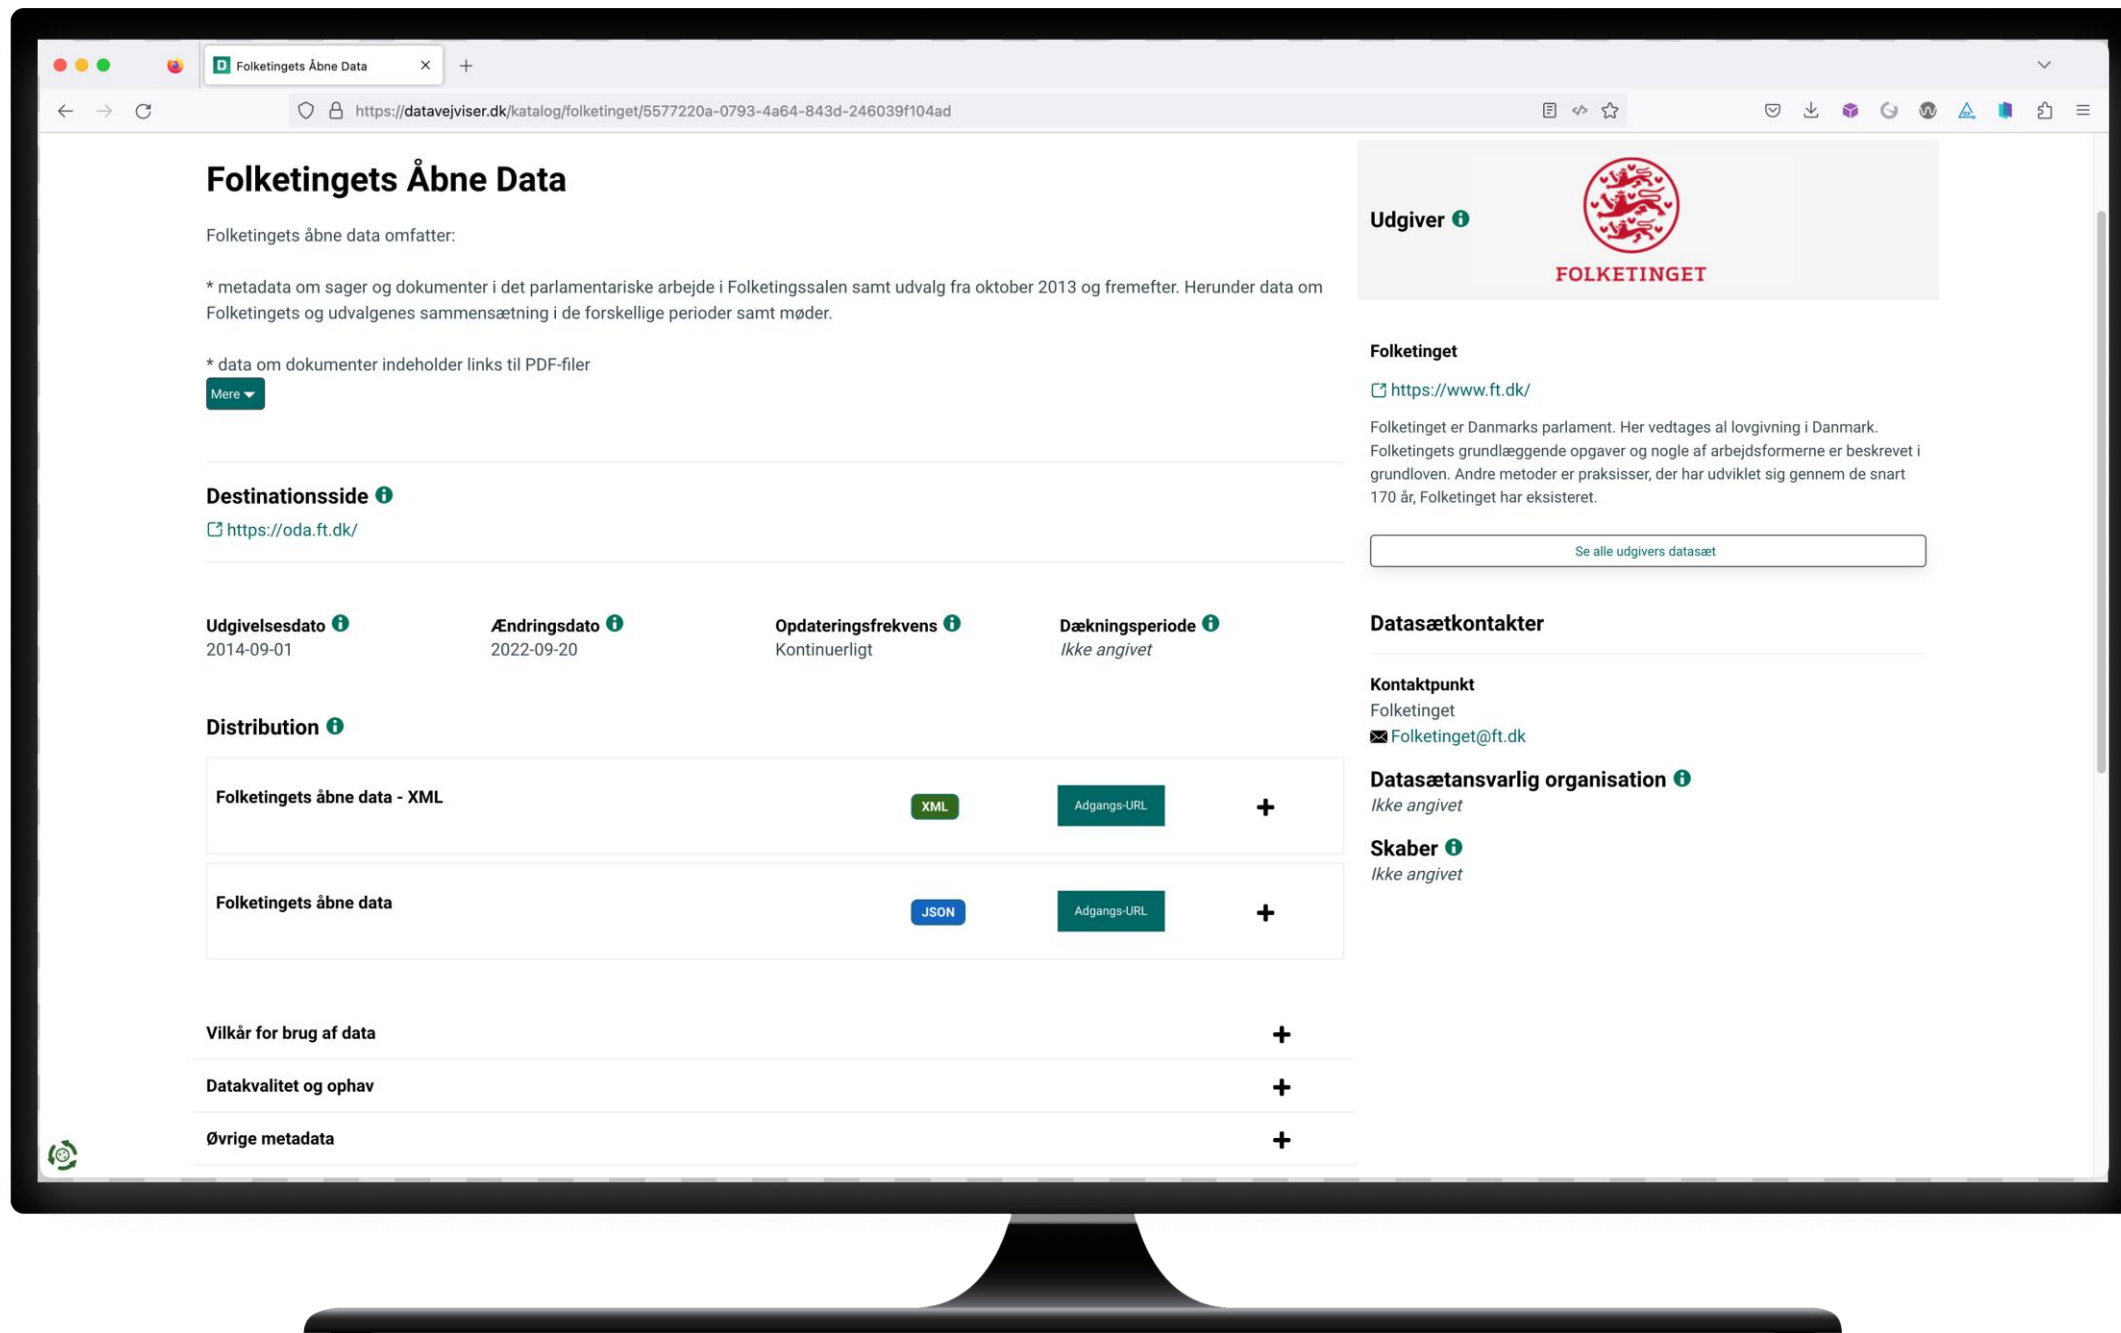 Folketingets Åbne Data
https://datavejviser.dk/katalog/folketinget/5577220a-0793-4a64-843d-246039f104ad
Folketingets Åbne Data
Folketingets åbne data omfatter:
* metadata om sager og dokumenter i det parlamentariske arbejde i Folketingssalen samt udvalg fra oktober 2013 og fremefter. Herunder data om
Folketingets og udvalgenes sammensætning i de forskellige perioder samt møder.
* data om dokumenter indeholder links til PDF-filer
Mere
Destinationsside
https://oda.ft.dk/
Udgivelsesdato
2014-09-01
Ændringsdato
2022-09-20
Opdateringsfrekvens
Kontinuerligt
Dækningsperiode
Ikke angivet
Distribution
Folketingets åbne data - XML
XML
Adgangs-URL
Folketingets åbne data
JSON
Adgangs-URL
Vilkår for brug af data
Datakvalitet og ophav
Øvrige metadata
Udgiver
FOLKETINGET
Folketinget
https://www.ft.dk/
Folketinget er Danmarks parlament. Her vedtages al lovgivning i Danmark.
Folketingets grundlæggende opgaver og nogle af arbejdsformerne er beskrevet i
grundloven. Andre metoder er praksisser, der har udviklet sig gennem de snart
170 år, Folketinget har eksisteret.
Se alle udgivers datasæt
Datasætkontakter
Kontaktpunkt
Folketinget
Folketinget@ft.dk
Datasætansvarlig organisation
Ikke angivet
Skaber
Ikke angivet